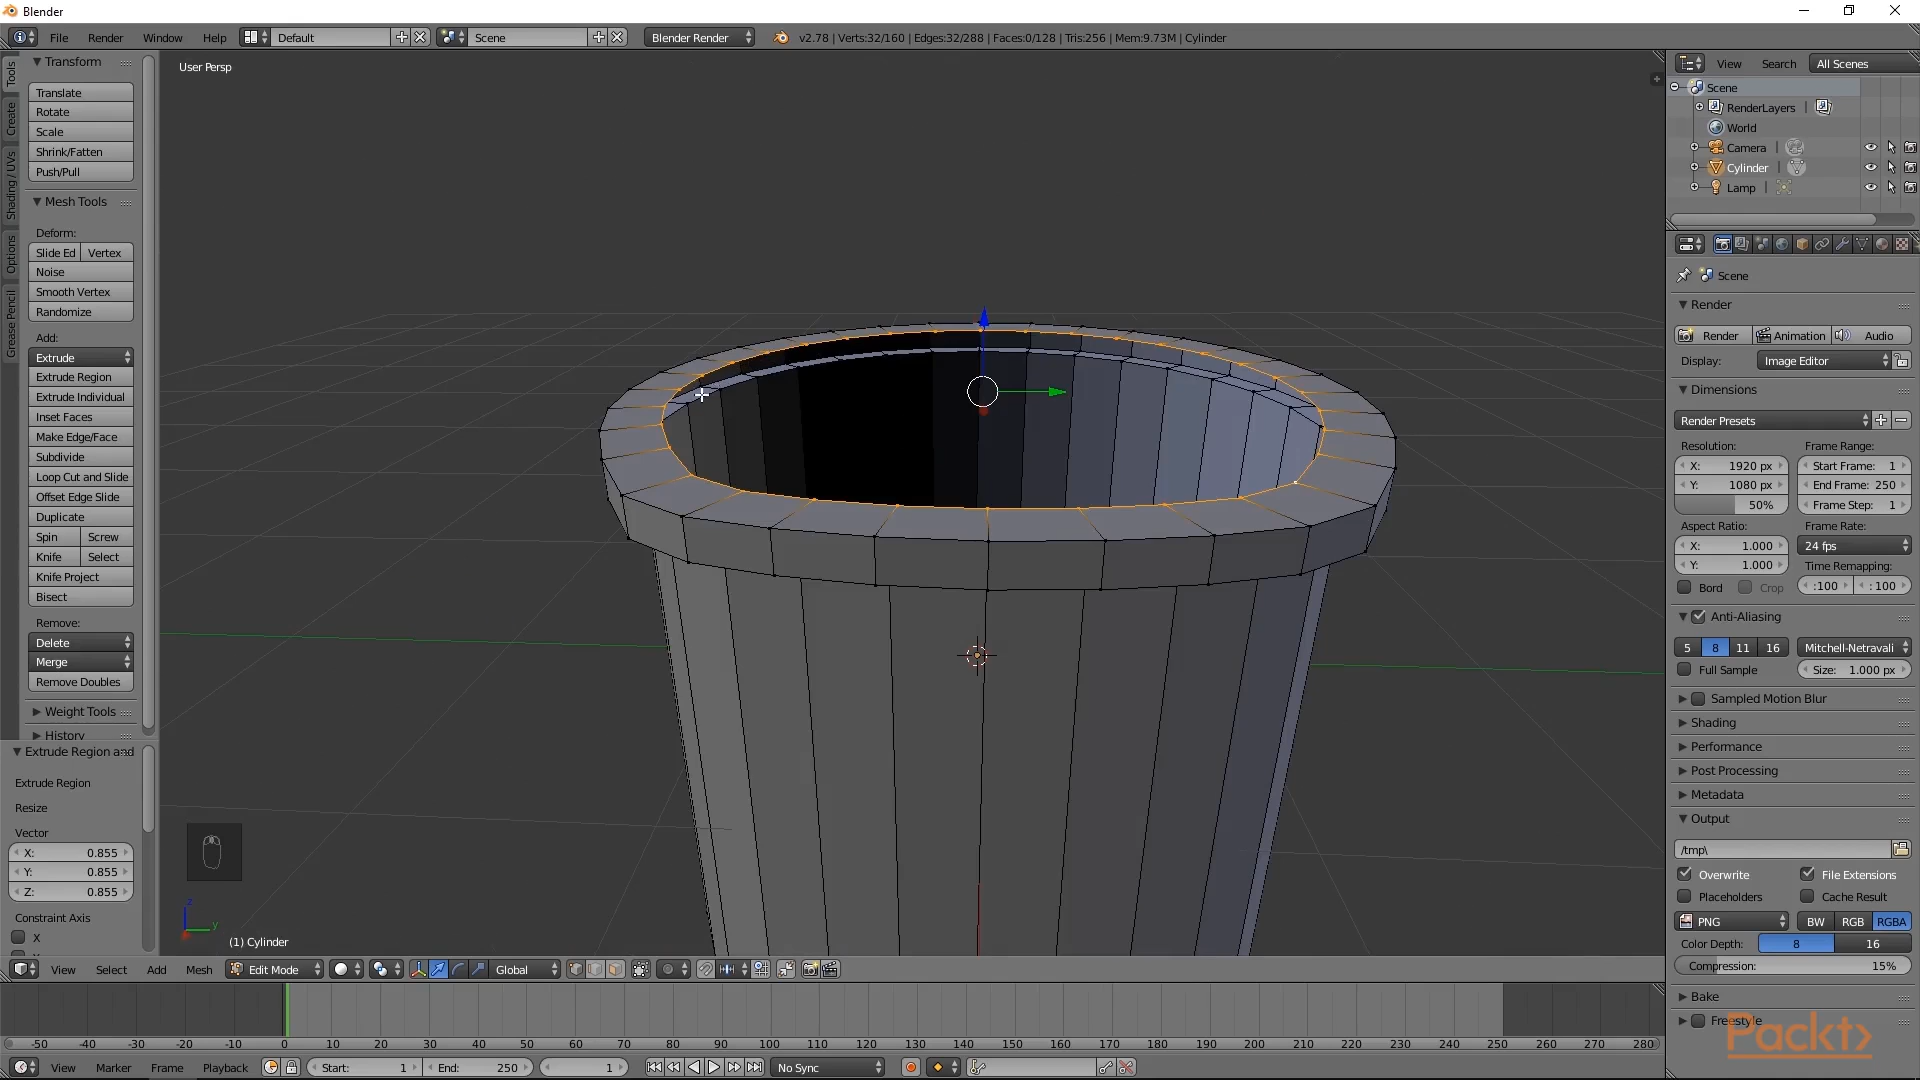 Blender
File Render Window Help Default Scene Blender Render v2.78 | Verts:32/160 | Edges:32/288 | Faces:0/128 | Tris:256 | Mem:9.73M | Cylinder
Tools
Create
Shading / UVs
Options
Grease Pencil
Transform
Translate
Rotate
Scale
Shrink/Fatten
Push/Pull
Mesh Tools
Deform:
Slide Ed Vertex
Noise
Smooth Vertex
Randomize
Add:
Extrude
Extrude Region
Extrude Individual
Inset Faces
Make Edge/Face
Subdivide
Loop Cut and Slide
Offset Edge Slide
Duplicate
Spin Screw
Knife Select
Knife Project
Bisect
Remove:
Delete
Merge
Remove Doubles
Weight Tools
History
Extrude Region and
Extrude Region
Resize
Vector
X: 0.855
Y: 0.855
Z: 0.855
Constraint Axis
X
User Persp
z
y
(1) Cylinder
View Select Add Mesh Edit Mode Global
-50 -40 -30 -20 -10 0 10 20 30 40 50 60 70 80 90 100 110 120 130 140 150 160 170 180 190 200 210 220 230 240 250 260 270 280
View Marker Frame Playback Start: 1 End: 250 1 No Sync
View Search All Scenes
Scene
RenderLayers |
World
Camera |
Cylinder |
Lamp |
Scene
Render
Render Animation Audio
Display: Image Editor
Dimensions
Render Presets
Resolution: Frame Range:
X: 1920 px Start Frame: 1
Y: 1080 px End Frame: 250
50% Frame Step: 1
Aspect Ratio: Frame Rate:
X: 1.000 24 fps
Y: 1.000 Time Remapping:
Bord Crop :100 : 100
Anti-Aliasing
5 8 11 16 Mitchell-Netravali
Full Sample Size: 1.000 px
Sampled Motion Blur
Shading
Performance
Post Processing
Metadata
Output
/tmp\
Overwrite File Extensions
Placeholders Cache Result
PNG BW RGB RGBA
Color Depth: 8 16
Compression: 15%
Bake
Freestyle
Packt>